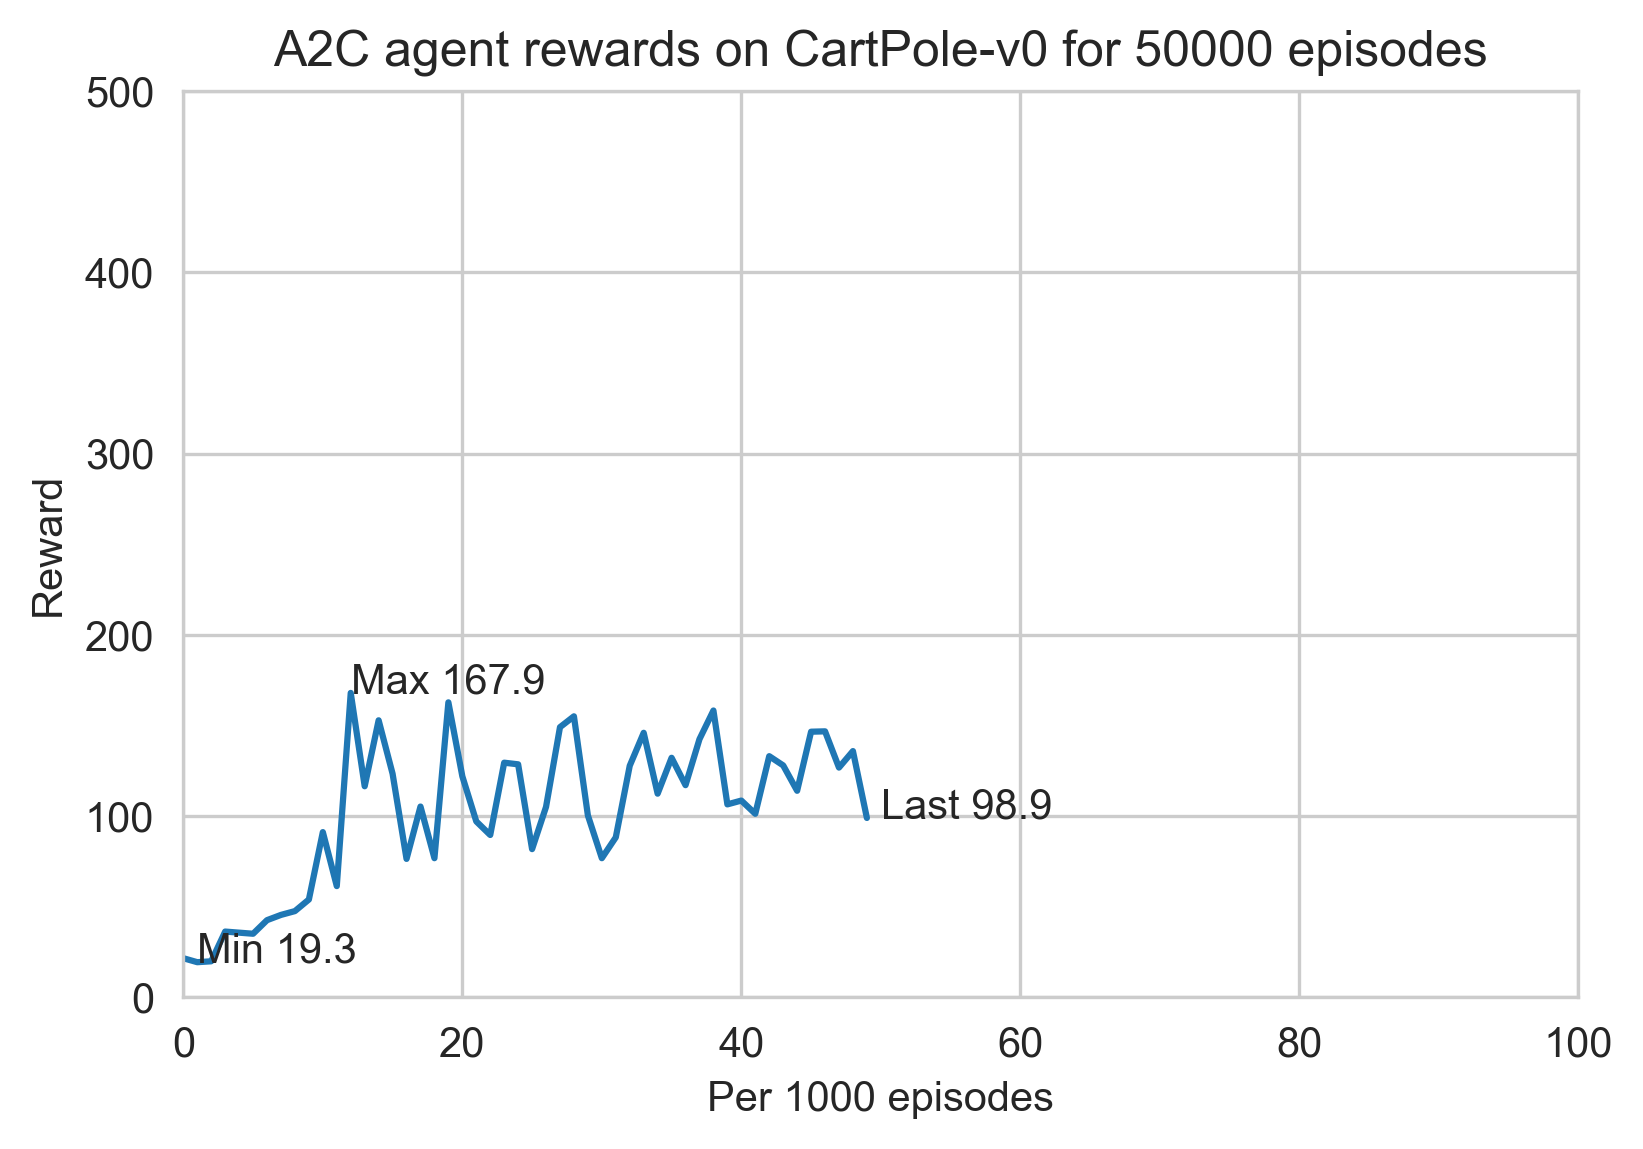 A2C agent rewards on CartPole-v0 for 50000 episodes
500
400
300
200
100
0
Reward
Max 167.9
Last 98.9
Min 19.3
0 20 40 60 80 100
Per 1000 episodes